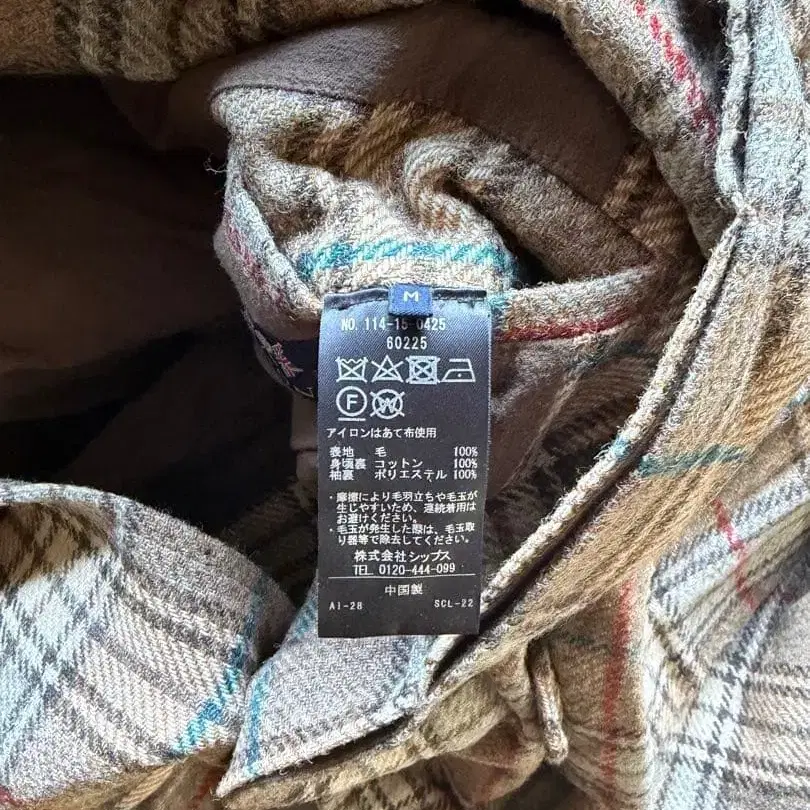 M
NO. 114-15-0425
60225
F W
アイロンはあて布使用
表地 毛 100%
身頃裏 コットン 100%
袖裏 ポリエステル 100%
・摩擦により毛羽立ちや毛玉が
生じやすいため、連続着用は
お避けください。
・毛玉が発生した際は、毛玉取
り器等で除去してください。
株式会社シップス
TEL 0120-444-099
中国製
AI-28 SCL-22